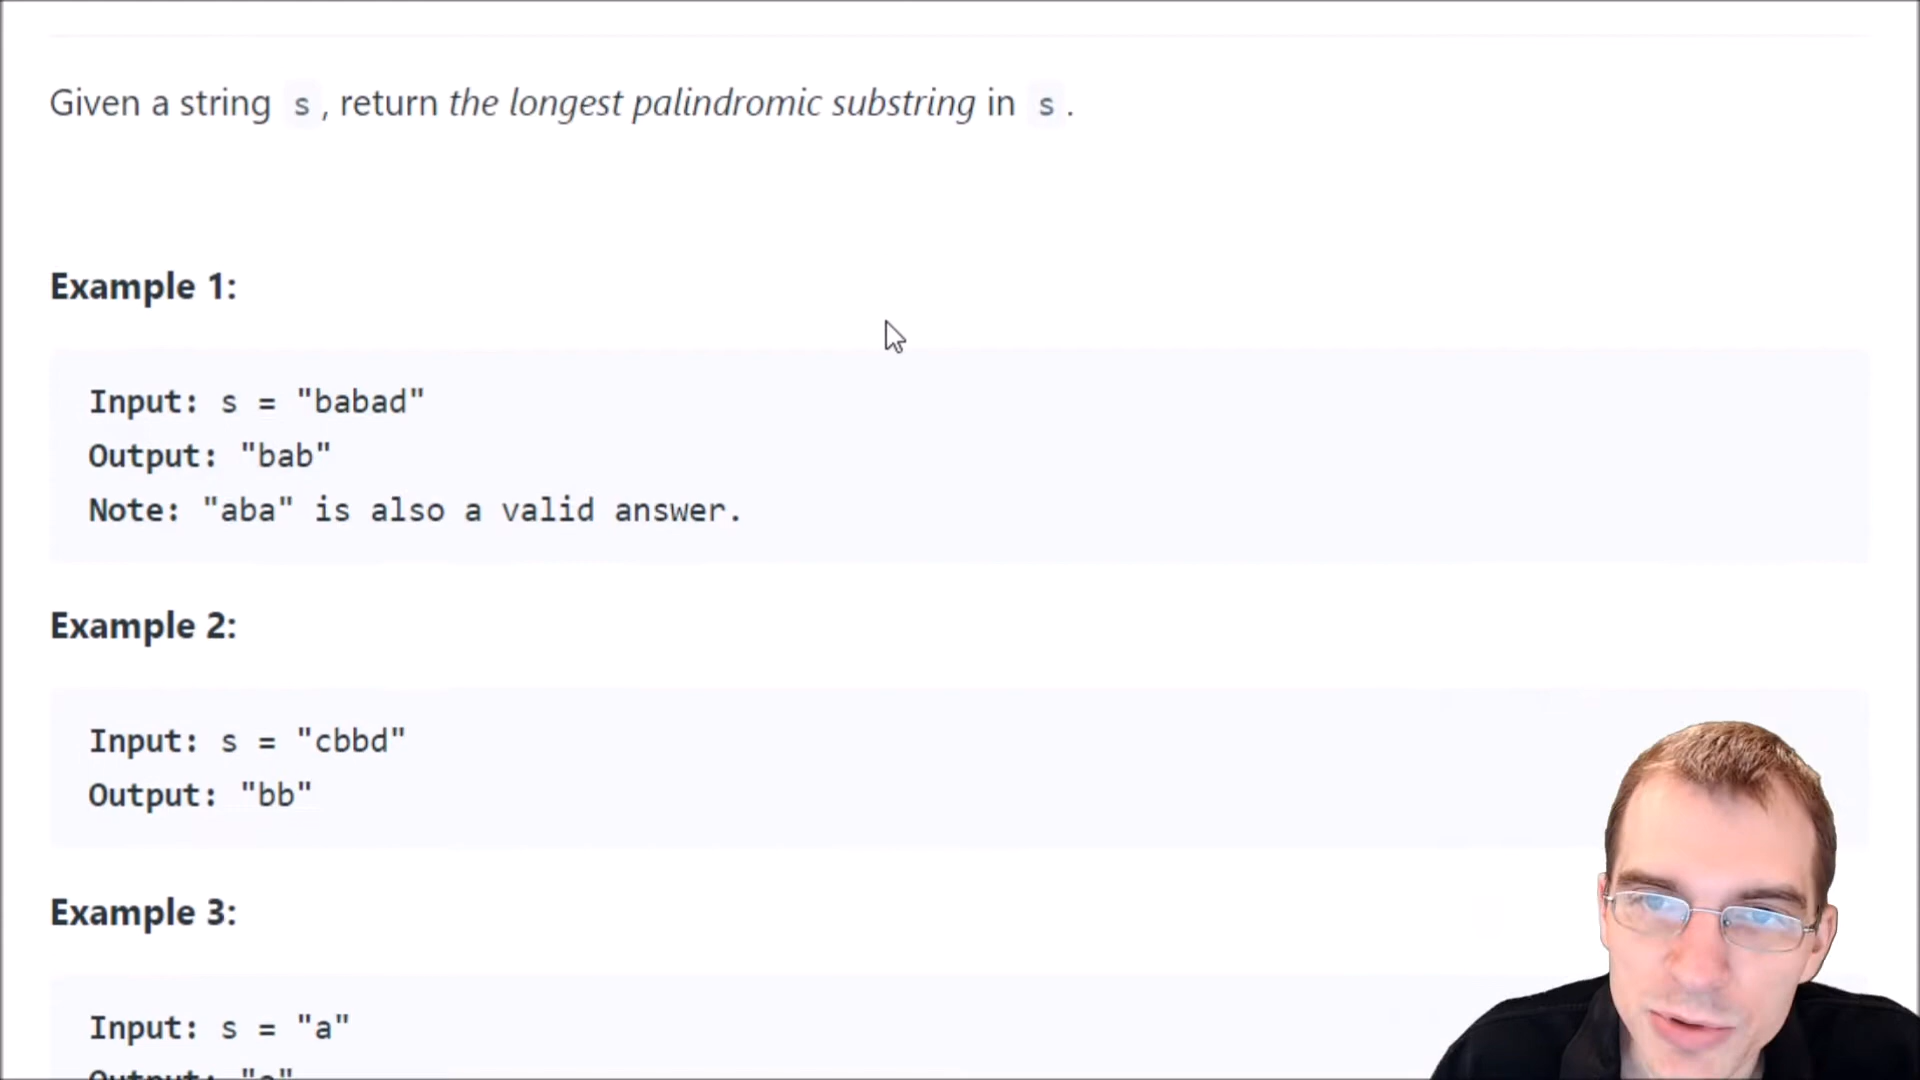 Given a string s, return the longest palindromic substring in s.
Example 1:
Input: s = "babad"
Output: "bab"
Note: "aba" is also a valid answer.
Example 2:
Input: s = "cbbd"
Output: "bb"
Example 3:
Input: s = "a"
Output: "a"